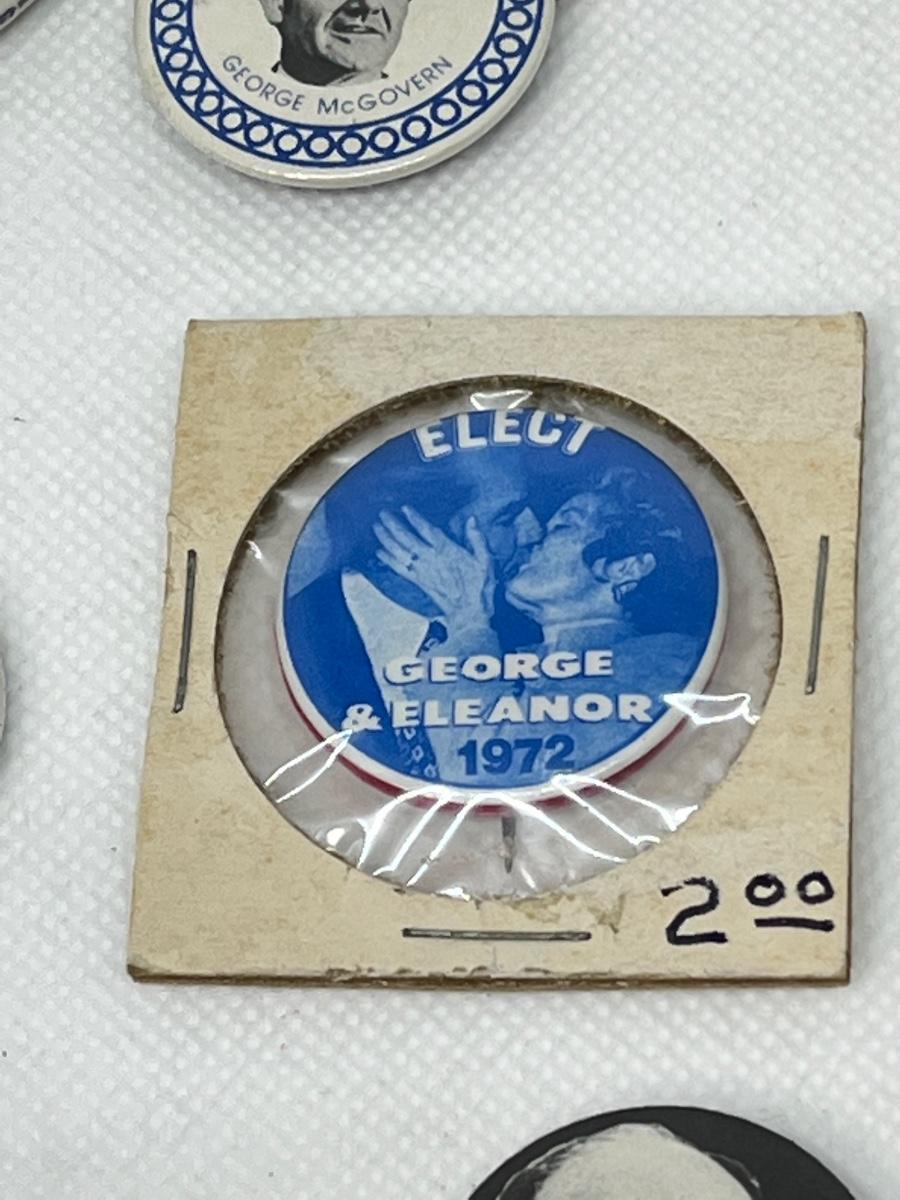 GEORGE McGOVERN
ELECT
GEORGE
& ELEANOR
1972
2 00